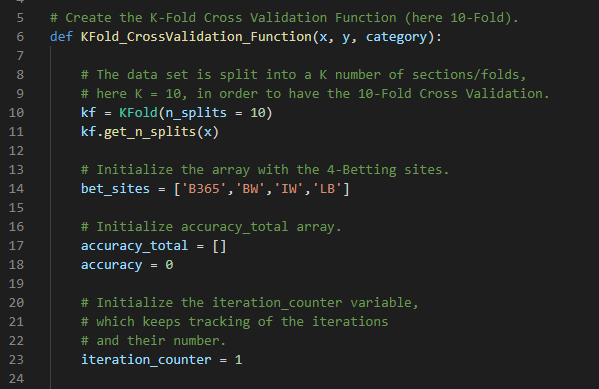 5 # Create the K-Fold Cross Validation Function (here 10-Fold).
6 def KFold_CrossValidation_Function(x, y, category):
7
8 # The data set is split into a K number of sections/folds,
9 # here K = 10, in order to have the 10-Fold Cross Validation.
10 kf = KFold(n_splits = 10)
11 kf.get_n_splits(x)
12
13 # Initialize the array with the 4-Betting sites.
14 bet_sites = ['B365','BW','IW','LB']
15
16 # Initialize accuracy_total array.
17 accuracy_total = []
18 accuracy = 0
19
20 # Initialize the iteration_counter variable,
21 # which keeps tracking of the iterations
22 # and their number.
23 iteration_counter = 1
24